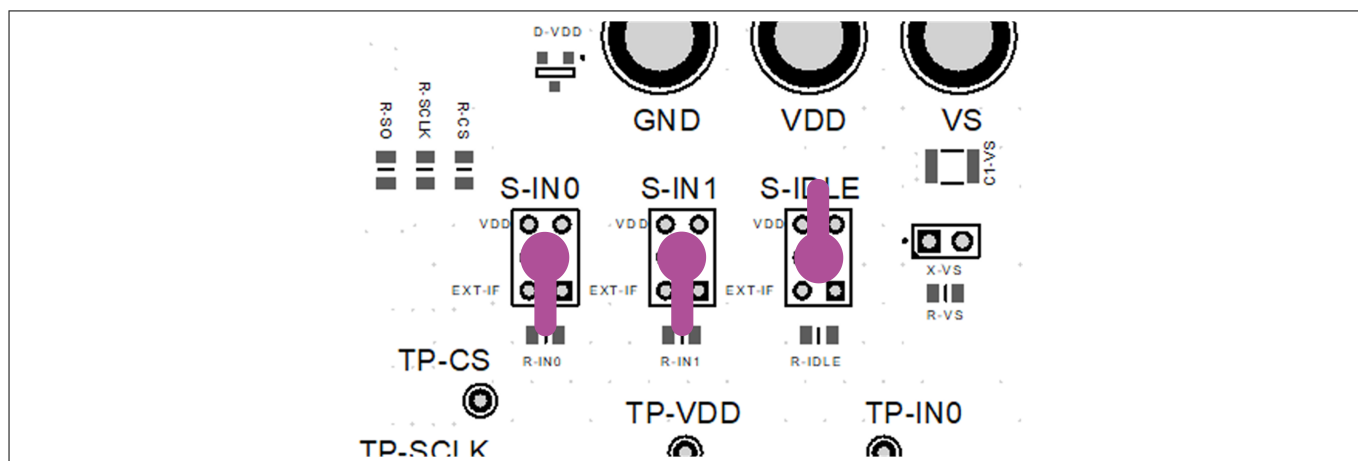 D-VDD
R-SO
R-SCLK
R-CS
GND
VDD
VS
C1-VS
S-IN0
S-IN1
S-IDLE
VDD
VDD
VDD
EXT-IF
EXT-IF
EXT-IF
X-VS
R-VS
R-IN0
R-IN1
R-IDLE
TP-CS
TP-VDD
TP-IN0
TP-SCLK